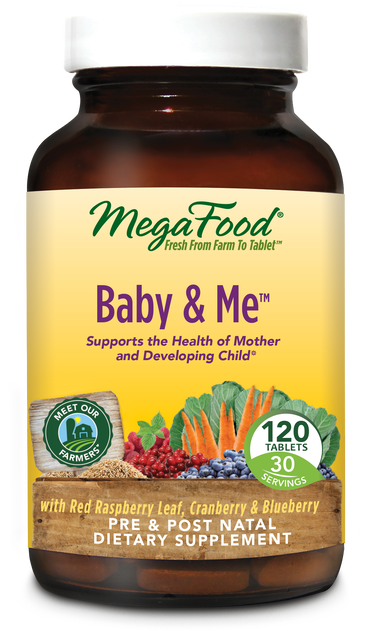 MegaFood®
Fresh From Farm To Tablet™
Baby & Me™
Supports the Health of Mother
and Developing Child®
MEET OUR
FARMERS®
120
TABLETS
30
SERVINGS
with Red Raspberry Leaf, Cranberry & Blueberry
PRE & POST NATAL
DIETARY SUPPLEMENT